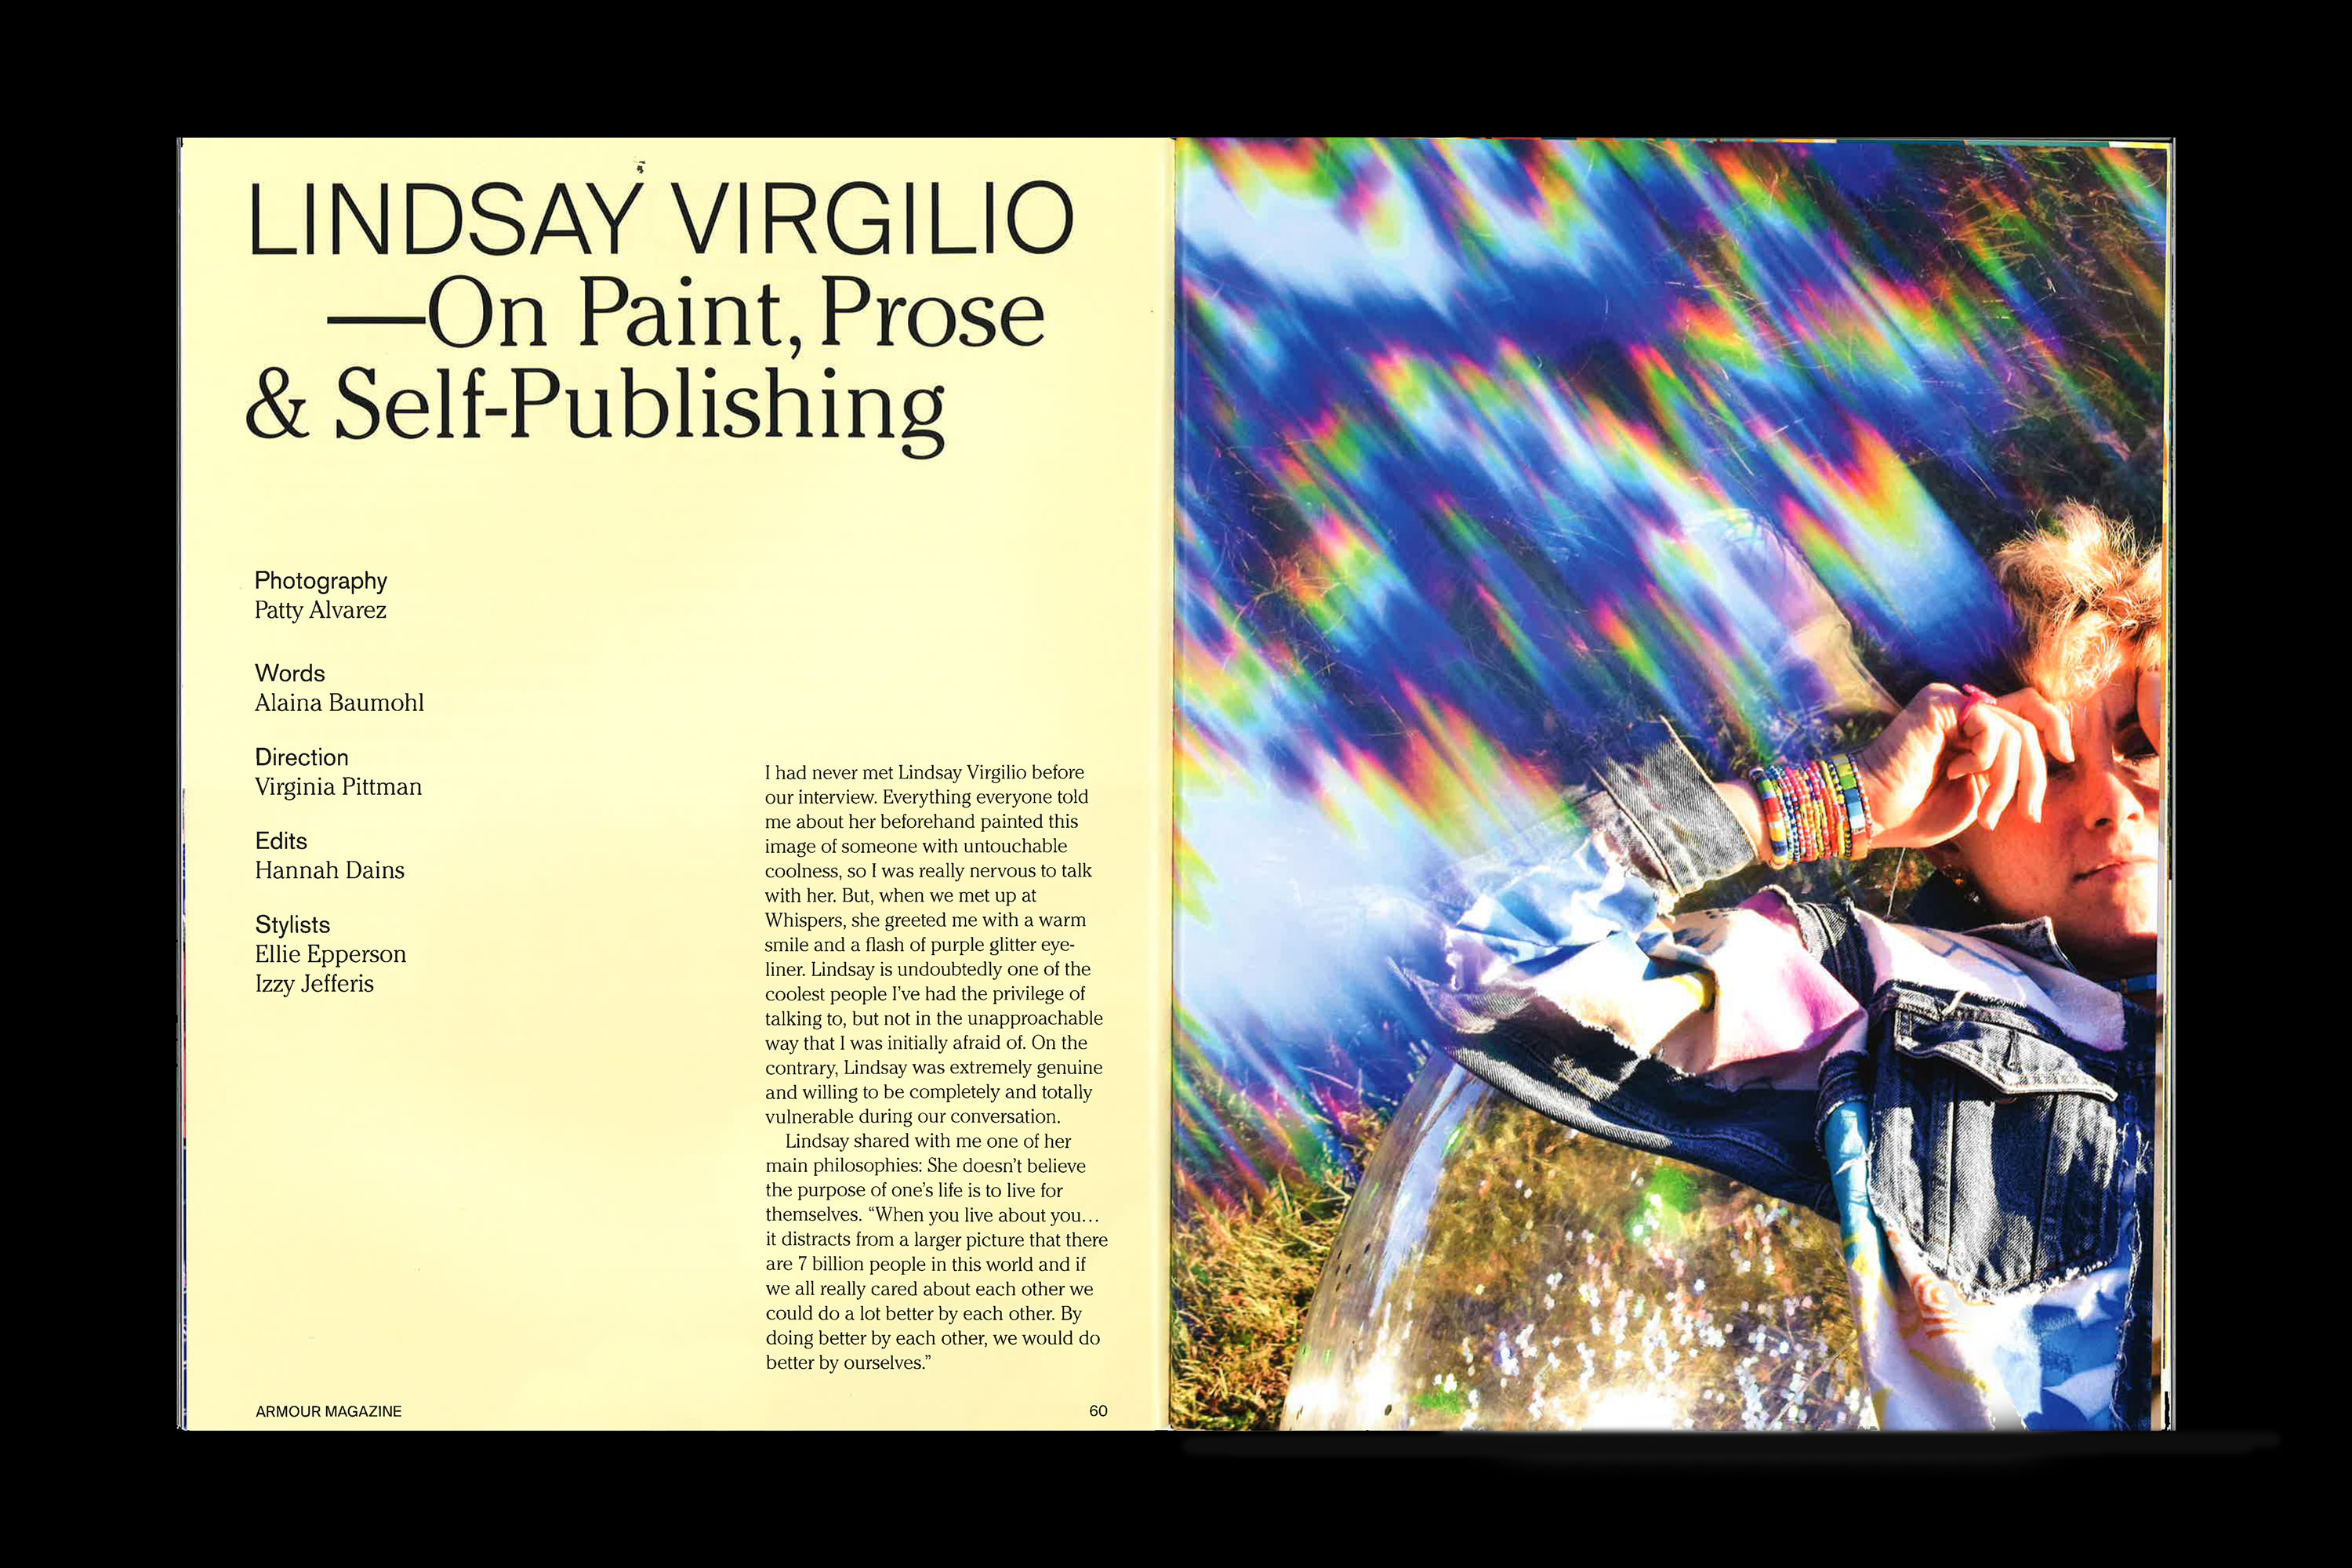 LINDSAY VIRGILIO
—On Paint, Prose
& Self-Publishing
Photography
Patty Alvarez
Words
Alaina Baumohl
Direction
Virginia Pittman
Edits
Hannah Dains
Stylists
Ellie Epperson
Izzy Jefferis
I had never met Lindsay Virgilio before
our interview. Everything everyone told
me about her beforehand painted this
image of someone with untouchable
coolness, so I was really nervous to talk
with her. But, when we met up at
Whispers, she greeted me with a warm
smile and a flash of purple glitter eye-
liner. Lindsay is undoubtedly one of the
coolest people I've had the privilege of
talking to, but not in the unapproachable
way that I was initially afraid of. On the
contrary, Lindsay was extremely genuine
and willing to be completely and totally
vulnerable during our conversation.
Lindsay shared with me one of her
main philosophies: She doesn't believe
the purpose of one's life is to live for
themselves. “When you live about you…
it distracts from a larger picture that there
are 7 billion people in this world and if
we all really cared about each other we
could do a lot better by each other. By
doing better by each other, we would do
better by ourselves.”
ARMOUR MAGAZINE
60